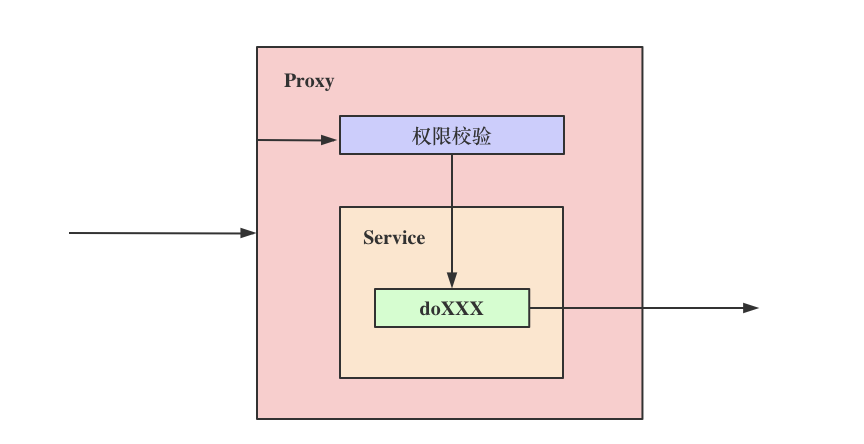 Proxy
权限校验
Service
doXXX